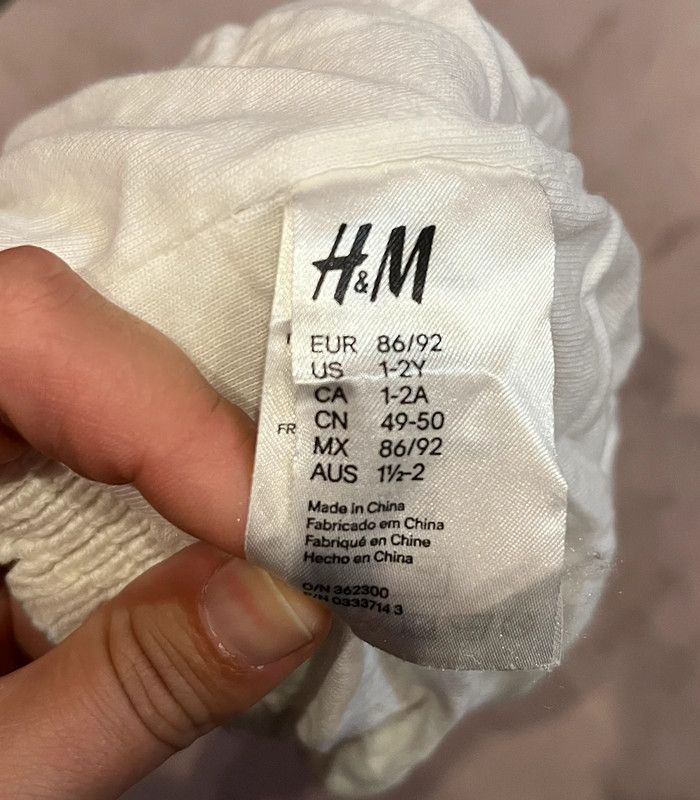 H&M
EUR 86/92
US 1-2Y
CA 1-2A
FR
CN 49-50
MX 86/92
AUS 1½-2
Made in China
Fabricado em China
Fabriqué en Chine
Hecho en China
O/N 362300
P/N 0333714 3